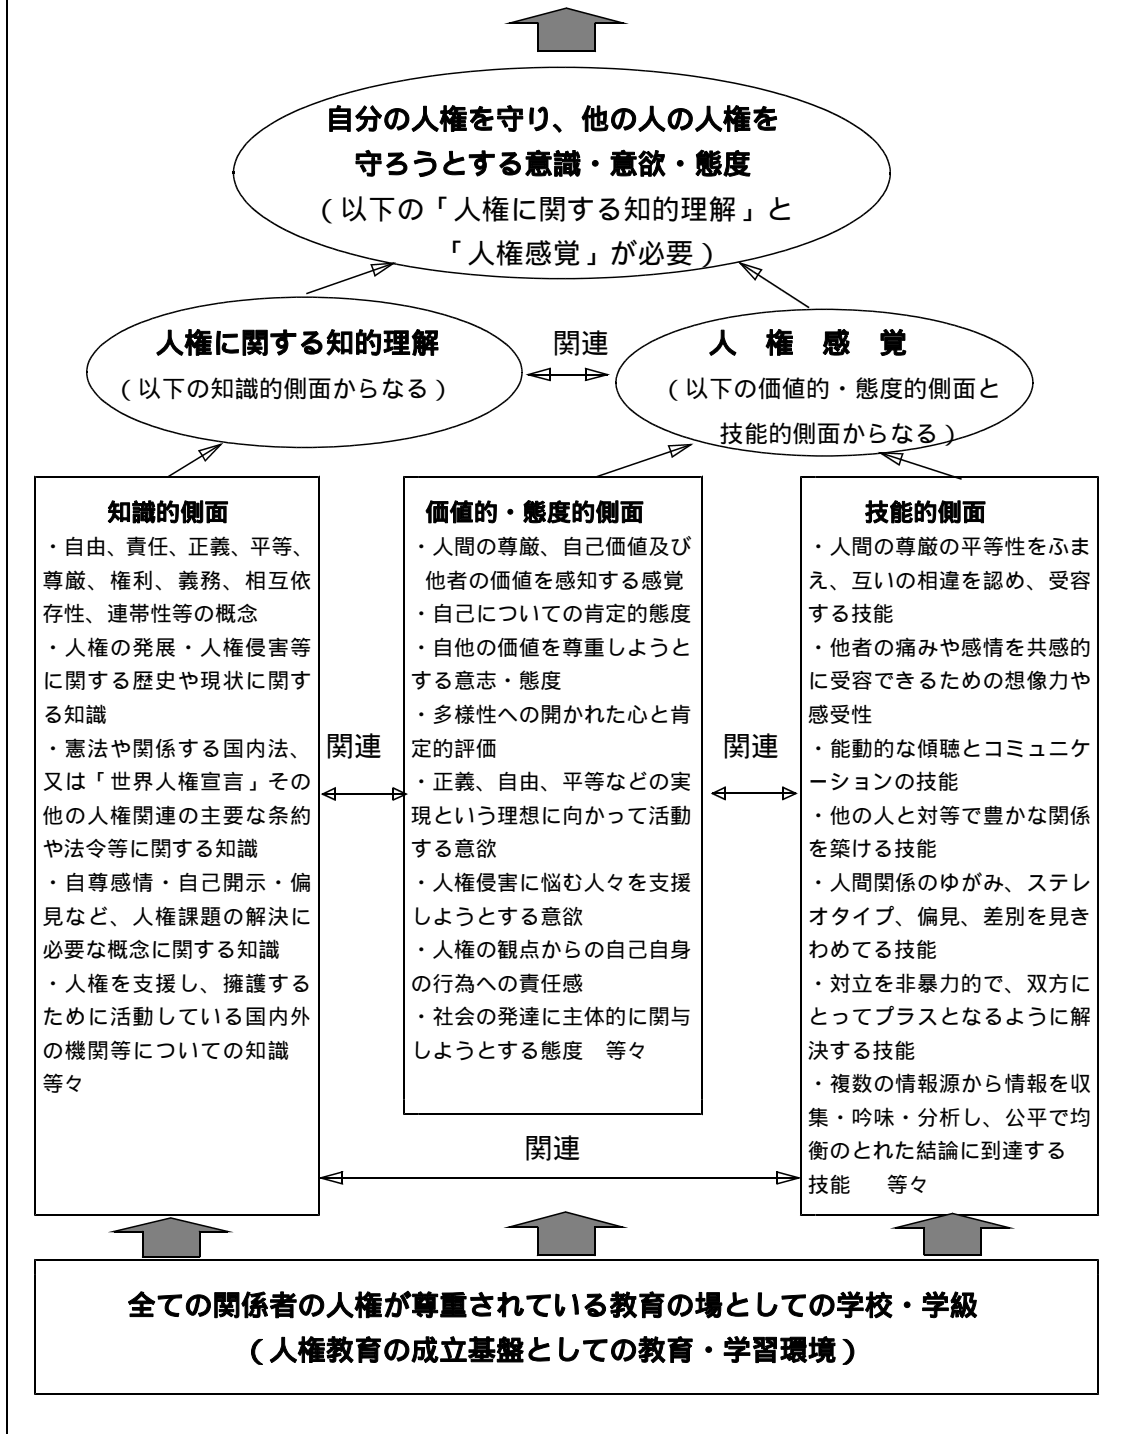 自分の人権を守り、他の人の人権を
守ろうとする意識・意欲・態度
（以下の「人権に関する知的理解」と
「人権感覚」が必要）
人権に関する知的理解
（以下の知識的側面からなる）
関連
人　権　感　覚
（以下の価値的・態度的側面と
技能的側面からなる）
知識的側面
・自由、責任、正義、平等、
尊厳、権利、義務、相互依
存性、連帯性等の概念
・人権の発展・人権侵害等
に関する歴史や現状に関す
る知識
・憲法や関係する国内法、
又は「世界人権宣言」その
他の人権関連の主要な条約
や法令等に関する知識
・自尊感情・自己開示・偏
見など、人権課題の解決に
必要な概念に関する知識
・人権を支援し、擁護する
ために活動している国内外
の機関等についての知識
等々
関連
価値的・態度的側面
・人間の尊厳、自己価値及び
他者の価値を感知する感覚
・自己についての肯定的態度
・自他の価値を尊重しようと
する意志・態度
・多様性への開かれた心と肯
定的評価
・正義、自由、平等などの実
現という理想に向かって活動
する意欲
・人権侵害に悩む人々を支援
しようとする意欲
・人権の観点からの自己自身
の行為への責任感
・社会の発達に主体的に関与
しようとする態度　等々
関連
技能的側面
・人間の尊厳の平等性をふま
え、互いの相違を認め、受容
する技能
・他者の痛みや感情を共感的
に受容できるための想像力や
感受性
・能動的な傾聴とコミュニケ
ーションの技能
・他の人と対等で豊かな関係
を築ける技能
・人間関係のゆがみ、ステレ
オタイプ、偏見、差別を見き
わめてる技能
・対立を非暴力的で、双方に
とってプラスとなるように解
決する技能
・複数の情報源から情報を収
集・吟味・分析し、公平で均
衡のとれた結論に到達する
技能　等々
関連
全ての関係者の人権が尊重されている教育の場としての学校・学級
（人権教育の成立基盤としての教育・学習環境）